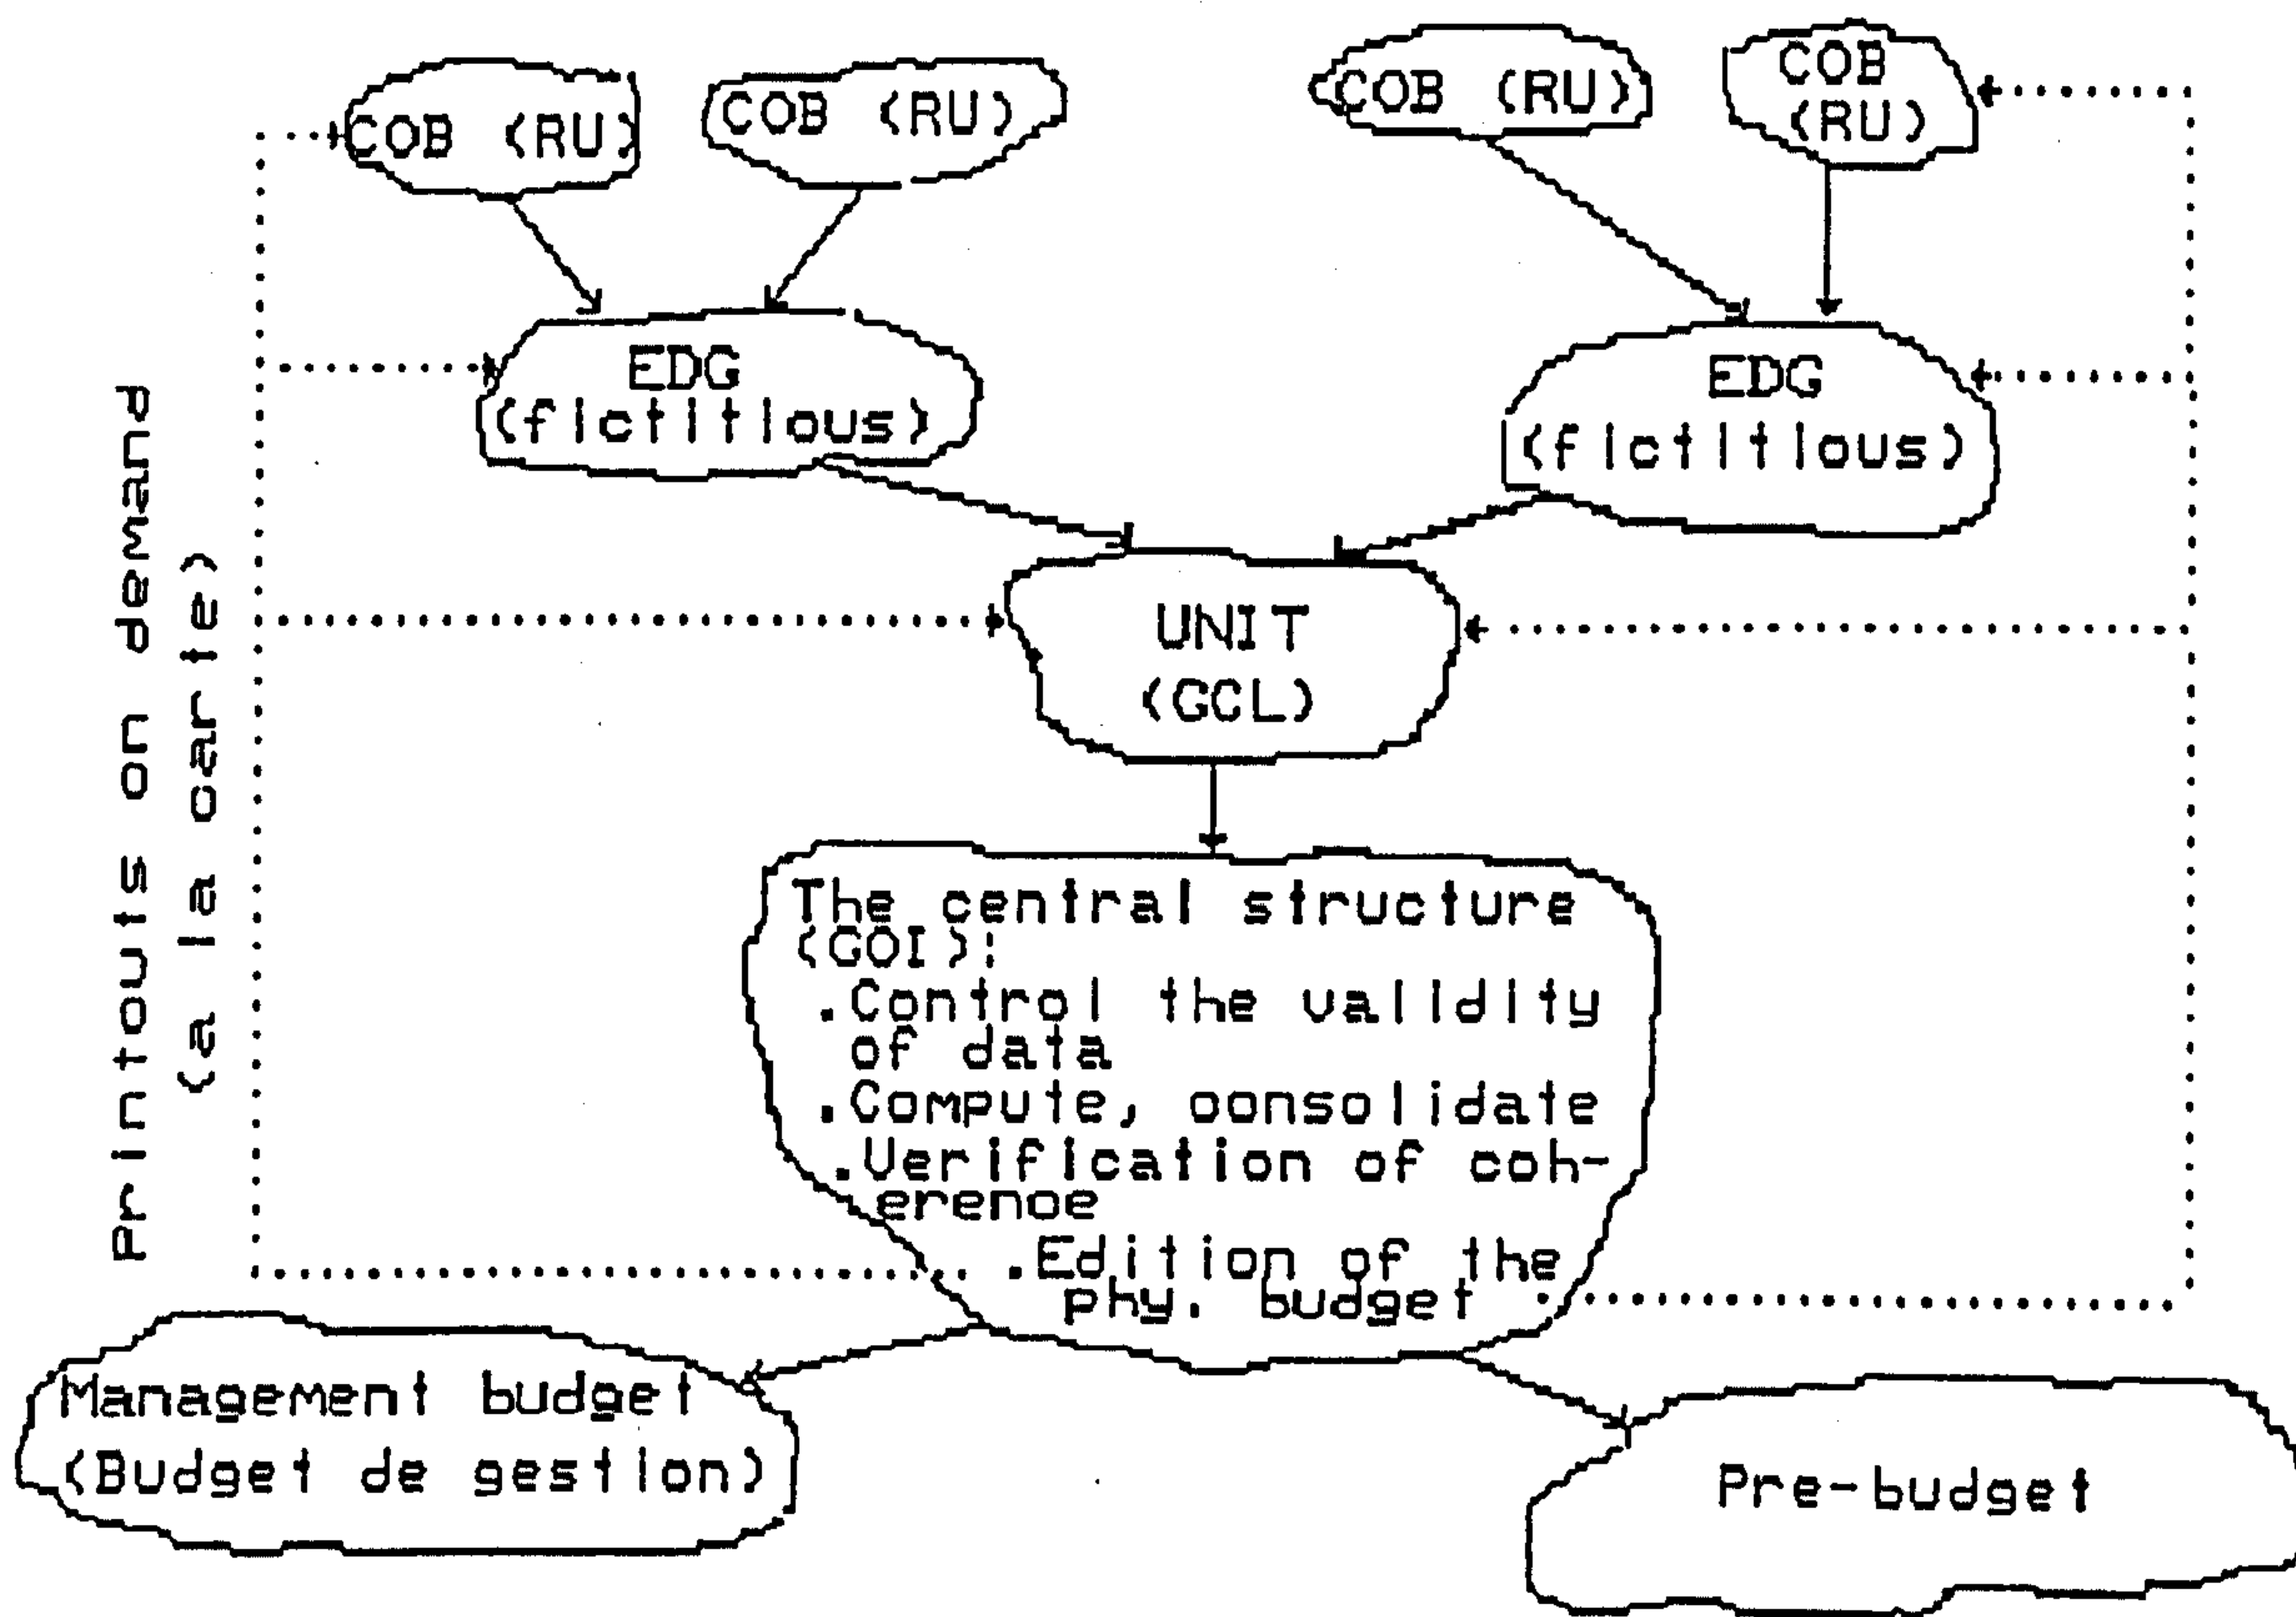 COB (RU)
COB (RU)
COB (RU)
COB
(RU)
EDG
(fictitious)
EDG
(fictitious)
UNIT
(GCL)
Printouts on demand
(a la carte)
The central structure
(GOI):
.Control the validity
of data
.Compute, consolidate
.Verification of coh-
erence
.Edition of the
phy. budget
Management budget
(Budget de gestion)
Pre-budget